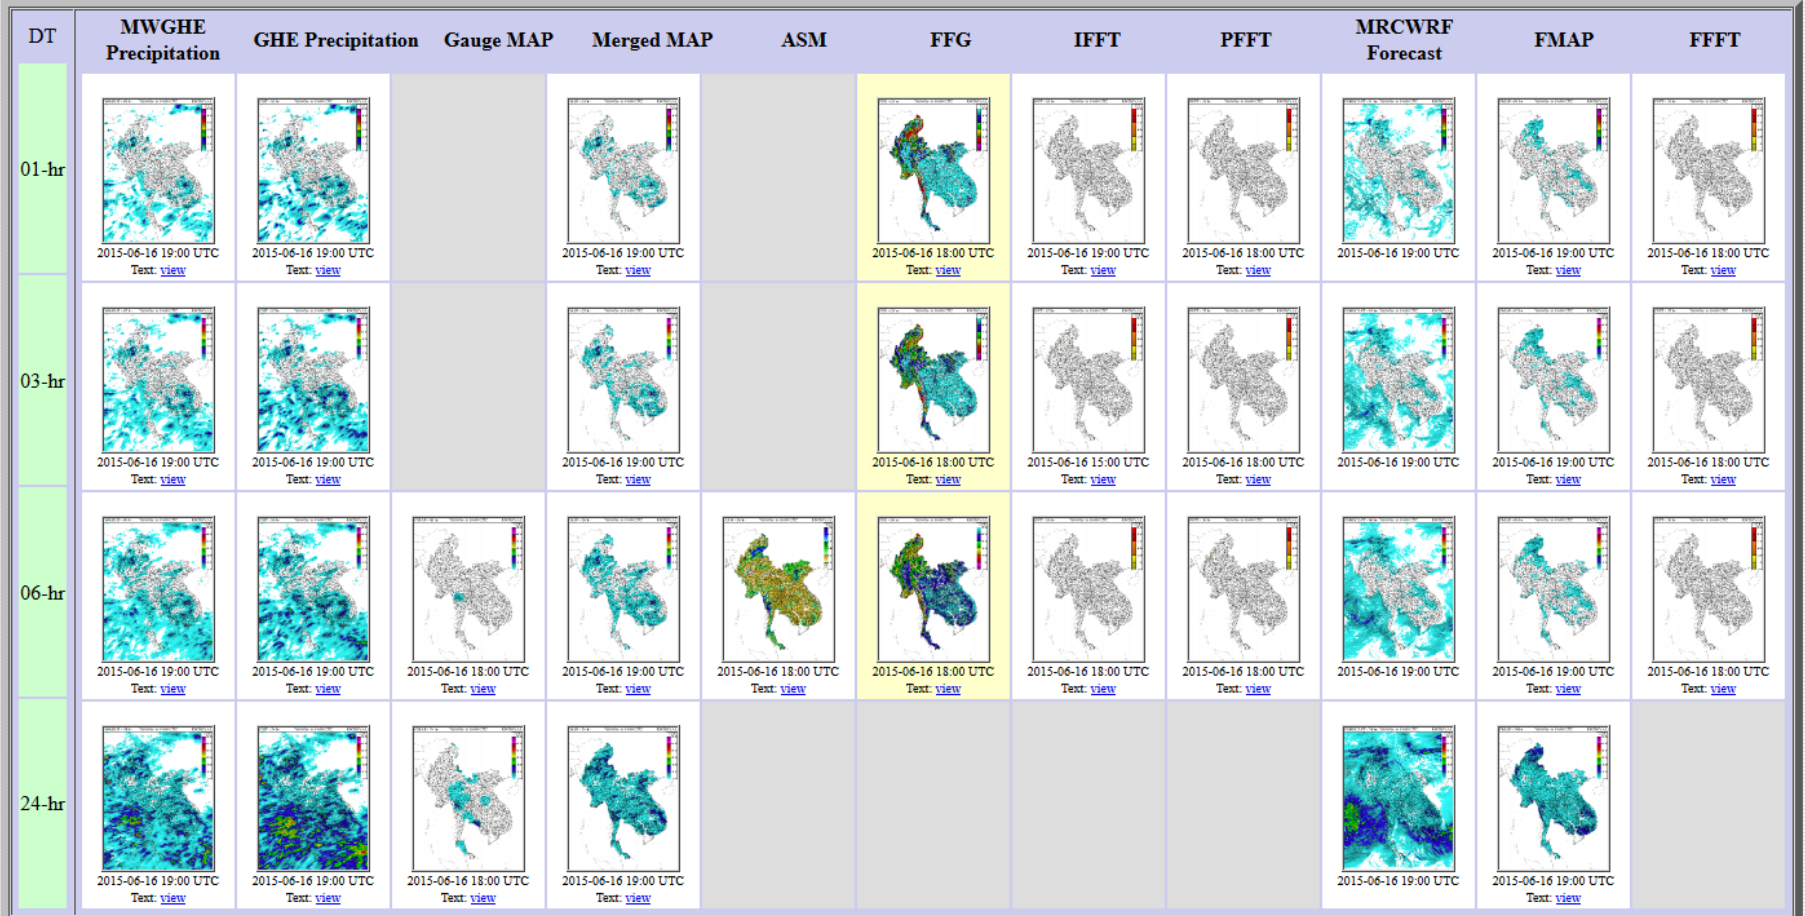 DT
MWGHE
Precipitation
GHE Precipitation
Gauge MAP
Merged MAP
ASM
FFG
IFFT
PFFT
MRCWRF
Forecast
FMAP
FFFT
01-hr
2015-06-16 19:00 UTC
Text: view
2015-06-16 19:00 UTC
Text: view
2015-06-16 19:00 UTC
Text: view
2015-06-16 18:00 UTC
Text: view
2015-06-16 19:00 UTC
Text: view
2015-06-16 18:00 UTC
Text: view
2015-06-16 19:00 UTC
2015-06-16 19:00 UTC
Text: view
2015-06-16 18:00 UTC
Text: view
03-hr
2015-06-16 19:00 UTC
Text: view
2015-06-16 19:00 UTC
Text: view
2015-06-16 19:00 UTC
Text: view
2015-06-16 18:00 UTC
Text: view
2015-06-16 15:00 UTC
Text: view
2015-06-16 18:00 UTC
Text: view
2015-06-16 19:00 UTC
2015-06-16 19:00 UTC
Text: view
2015-06-16 18:00 UTC
Text: view
06-hr
2015-06-16 19:00 UTC
Text: view
2015-06-16 19:00 UTC
Text: view
2015-06-16 18:00 UTC
Text: view
2015-06-16 19:00 UTC
Text: view
2015-06-16 18:00 UTC
Text: view
2015-06-16 18:00 UTC
Text: view
2015-06-16 18:00 UTC
Text: view
2015-06-16 18:00 UTC
Text: view
2015-06-16 19:00 UTC
2015-06-16 19:00 UTC
Text: view
2015-06-16 18:00 UTC
Text: view
24-hr
2015-06-16 19:00 UTC
Text: view
2015-06-16 19:00 UTC
Text: view
2015-06-16 18:00 UTC
Text: view
2015-06-16 19:00 UTC
Text: view
2015-06-16 19:00 UTC
2015-06-16 19:00 UTC
Text: view